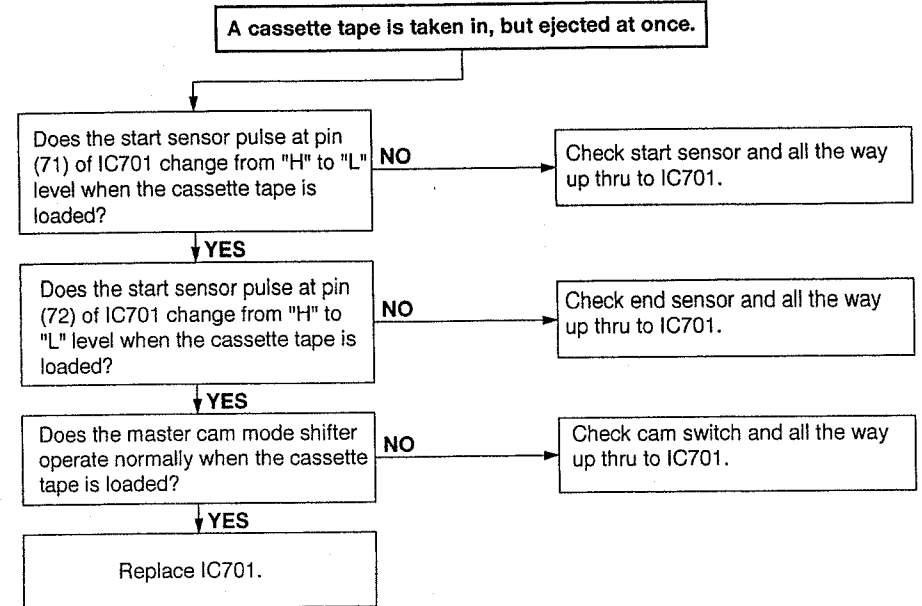 A cassette tape is taken in, but ejected at once.
Does the start sensor pulse at pin
(71) of IC701 change from "H" to "L"
level when the cassette tape is
loaded?
NO
Check start sensor and all the way
up thru to IC701.
YES
Does the start sensor pulse at pin
(72) of IC701 change from "H" to
"L" level when the cassette tape is
loaded?
NO
Check end sensor and all the way
up thru to IC701.
YES
Does the master cam mode shifter
operate normally when the cassette
tape is loaded?
NO
Check cam switch and all the way
up thru to IC701.
YES
Replace IC701.